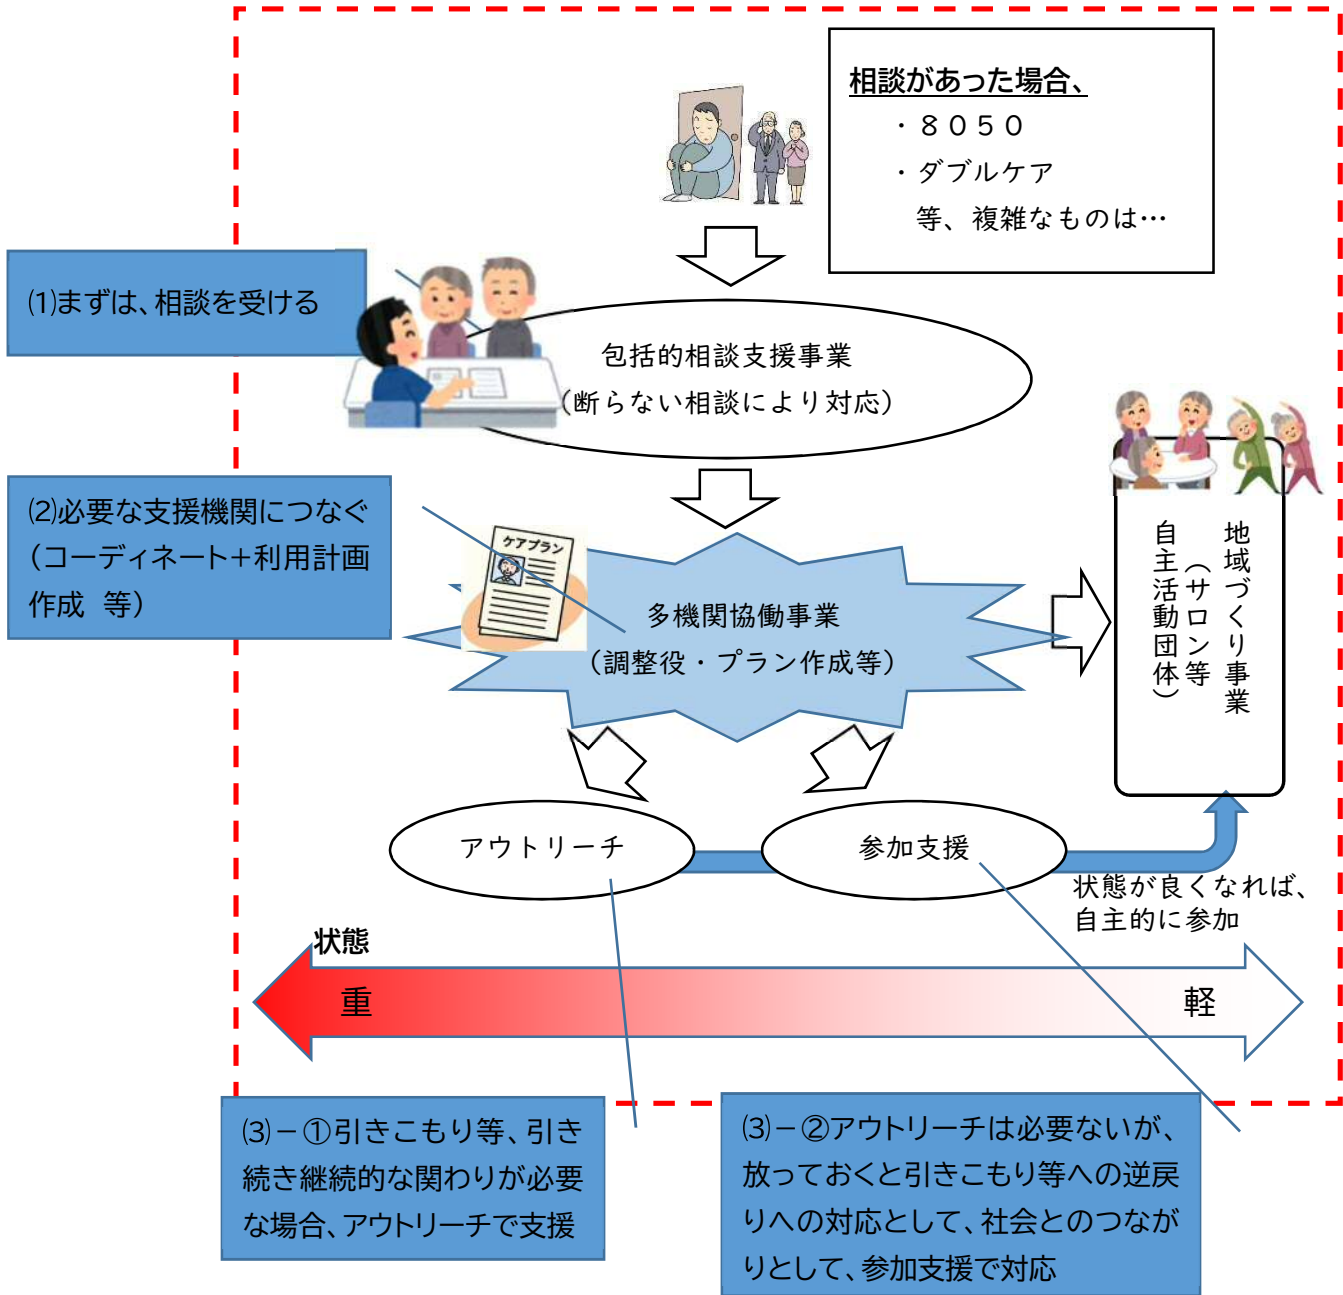 相談があった場合、
・８０５０
・ダブルケア
等、複雑なものは…
⑴まずは、相談を受ける
包括的相談支援事業
（断らない相談により対応）
⑵必要な支援機関につなぐ
（コーディネート＋利用計画
作成 等）
ケアプラン
多機関協働事業
（調整役・プラン作成等）
地域づくり事業
（サロン等
自主活動団体）
アウトリーチ
参加支援
状態が良くなれば、
自主的に参加
状態
重
軽
⑶－①引きこもり等、引き
続き継続的な関わりが必要
な場合、アウトリーチで支援
⑶－②アウトリーチは必要ないが、
放っておくと引きこもり等への逆戻
りへの対応として、社会とのつなが
りとして、参加支援で対応